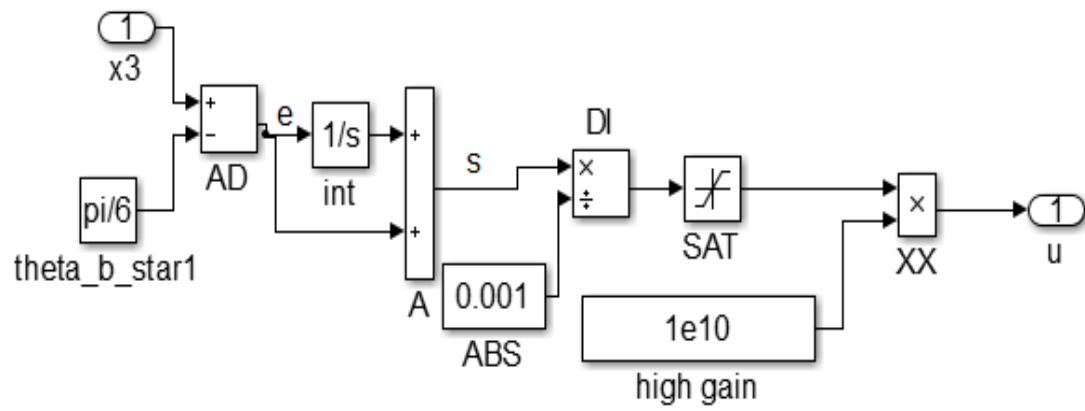 1
x3
+
−
AD
pi/6
theta_b_star1
e
1/s
int
+
+
A
s
DI
×
÷
0.001
ABS
SAT
1e10
high gain
×
XX
1
u